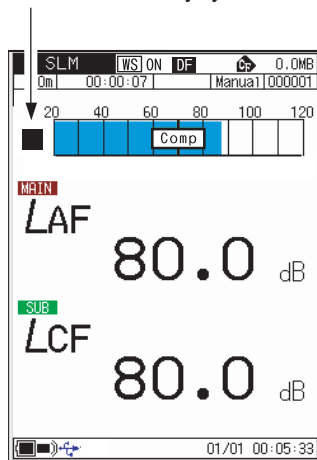 SLM WS ON DF CF 0.0MB
0m 00:00:07 Manual 000001
20 40 60 80 100 120
Comp
MAIN
LAF
80.0 dB
SUB
LCF
80.0 dB
01/01 00:05:33